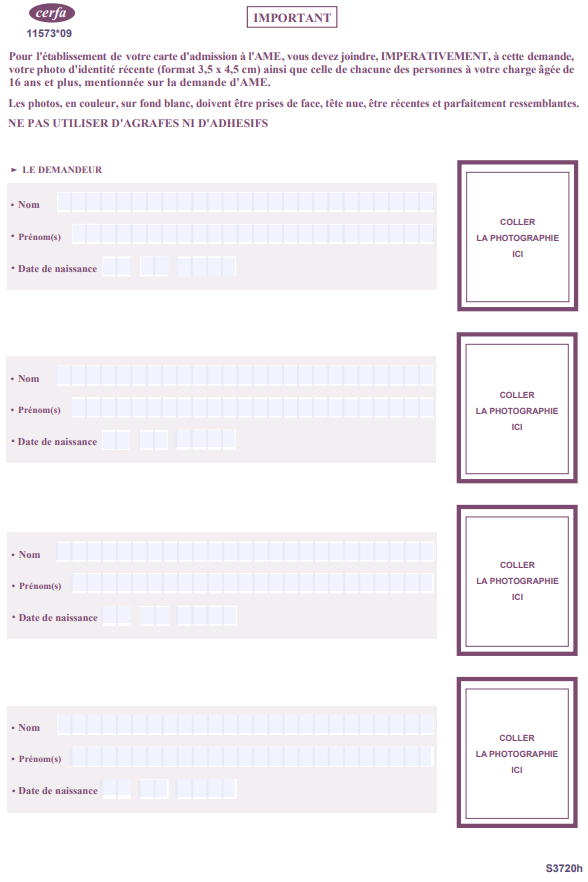 cerfa
11573*09
IMPORTANT
Pour l'établissement de votre carte d'admission à l'AME, vous devez joindre, IMPERATIVEMENT, à cette demande,
votre photo d'identité récente (format 3,5 x 4,5 cm) ainsi que celle de chacune des personnes à votre charge âgée de
16 ans et plus, mentionnée sur la demande d'AME.
Les photos, en couleur, sur fond blanc, doivent être prises de face, tête nue, être récentes et parfaitement ressemblantes.
NE PAS UTILISER D'AGRAFES NI D'ADHESIFS
► LE DEMANDEUR
• Nom
• Prénom(s)
• Date de naissance
COLLER
LA PHOTOGRAPHIE
ICI
• Nom
• Prénom(s)
• Date de naissance
COLLER
LA PHOTOGRAPHIE
ICI
• Nom
• Prénom(s)
• Date de naissance
COLLER
LA PHOTOGRAPHIE
ICI
• Nom
• Prénom(s)
• Date de naissance
COLLER
LA PHOTOGRAPHIE
ICI
S3720h